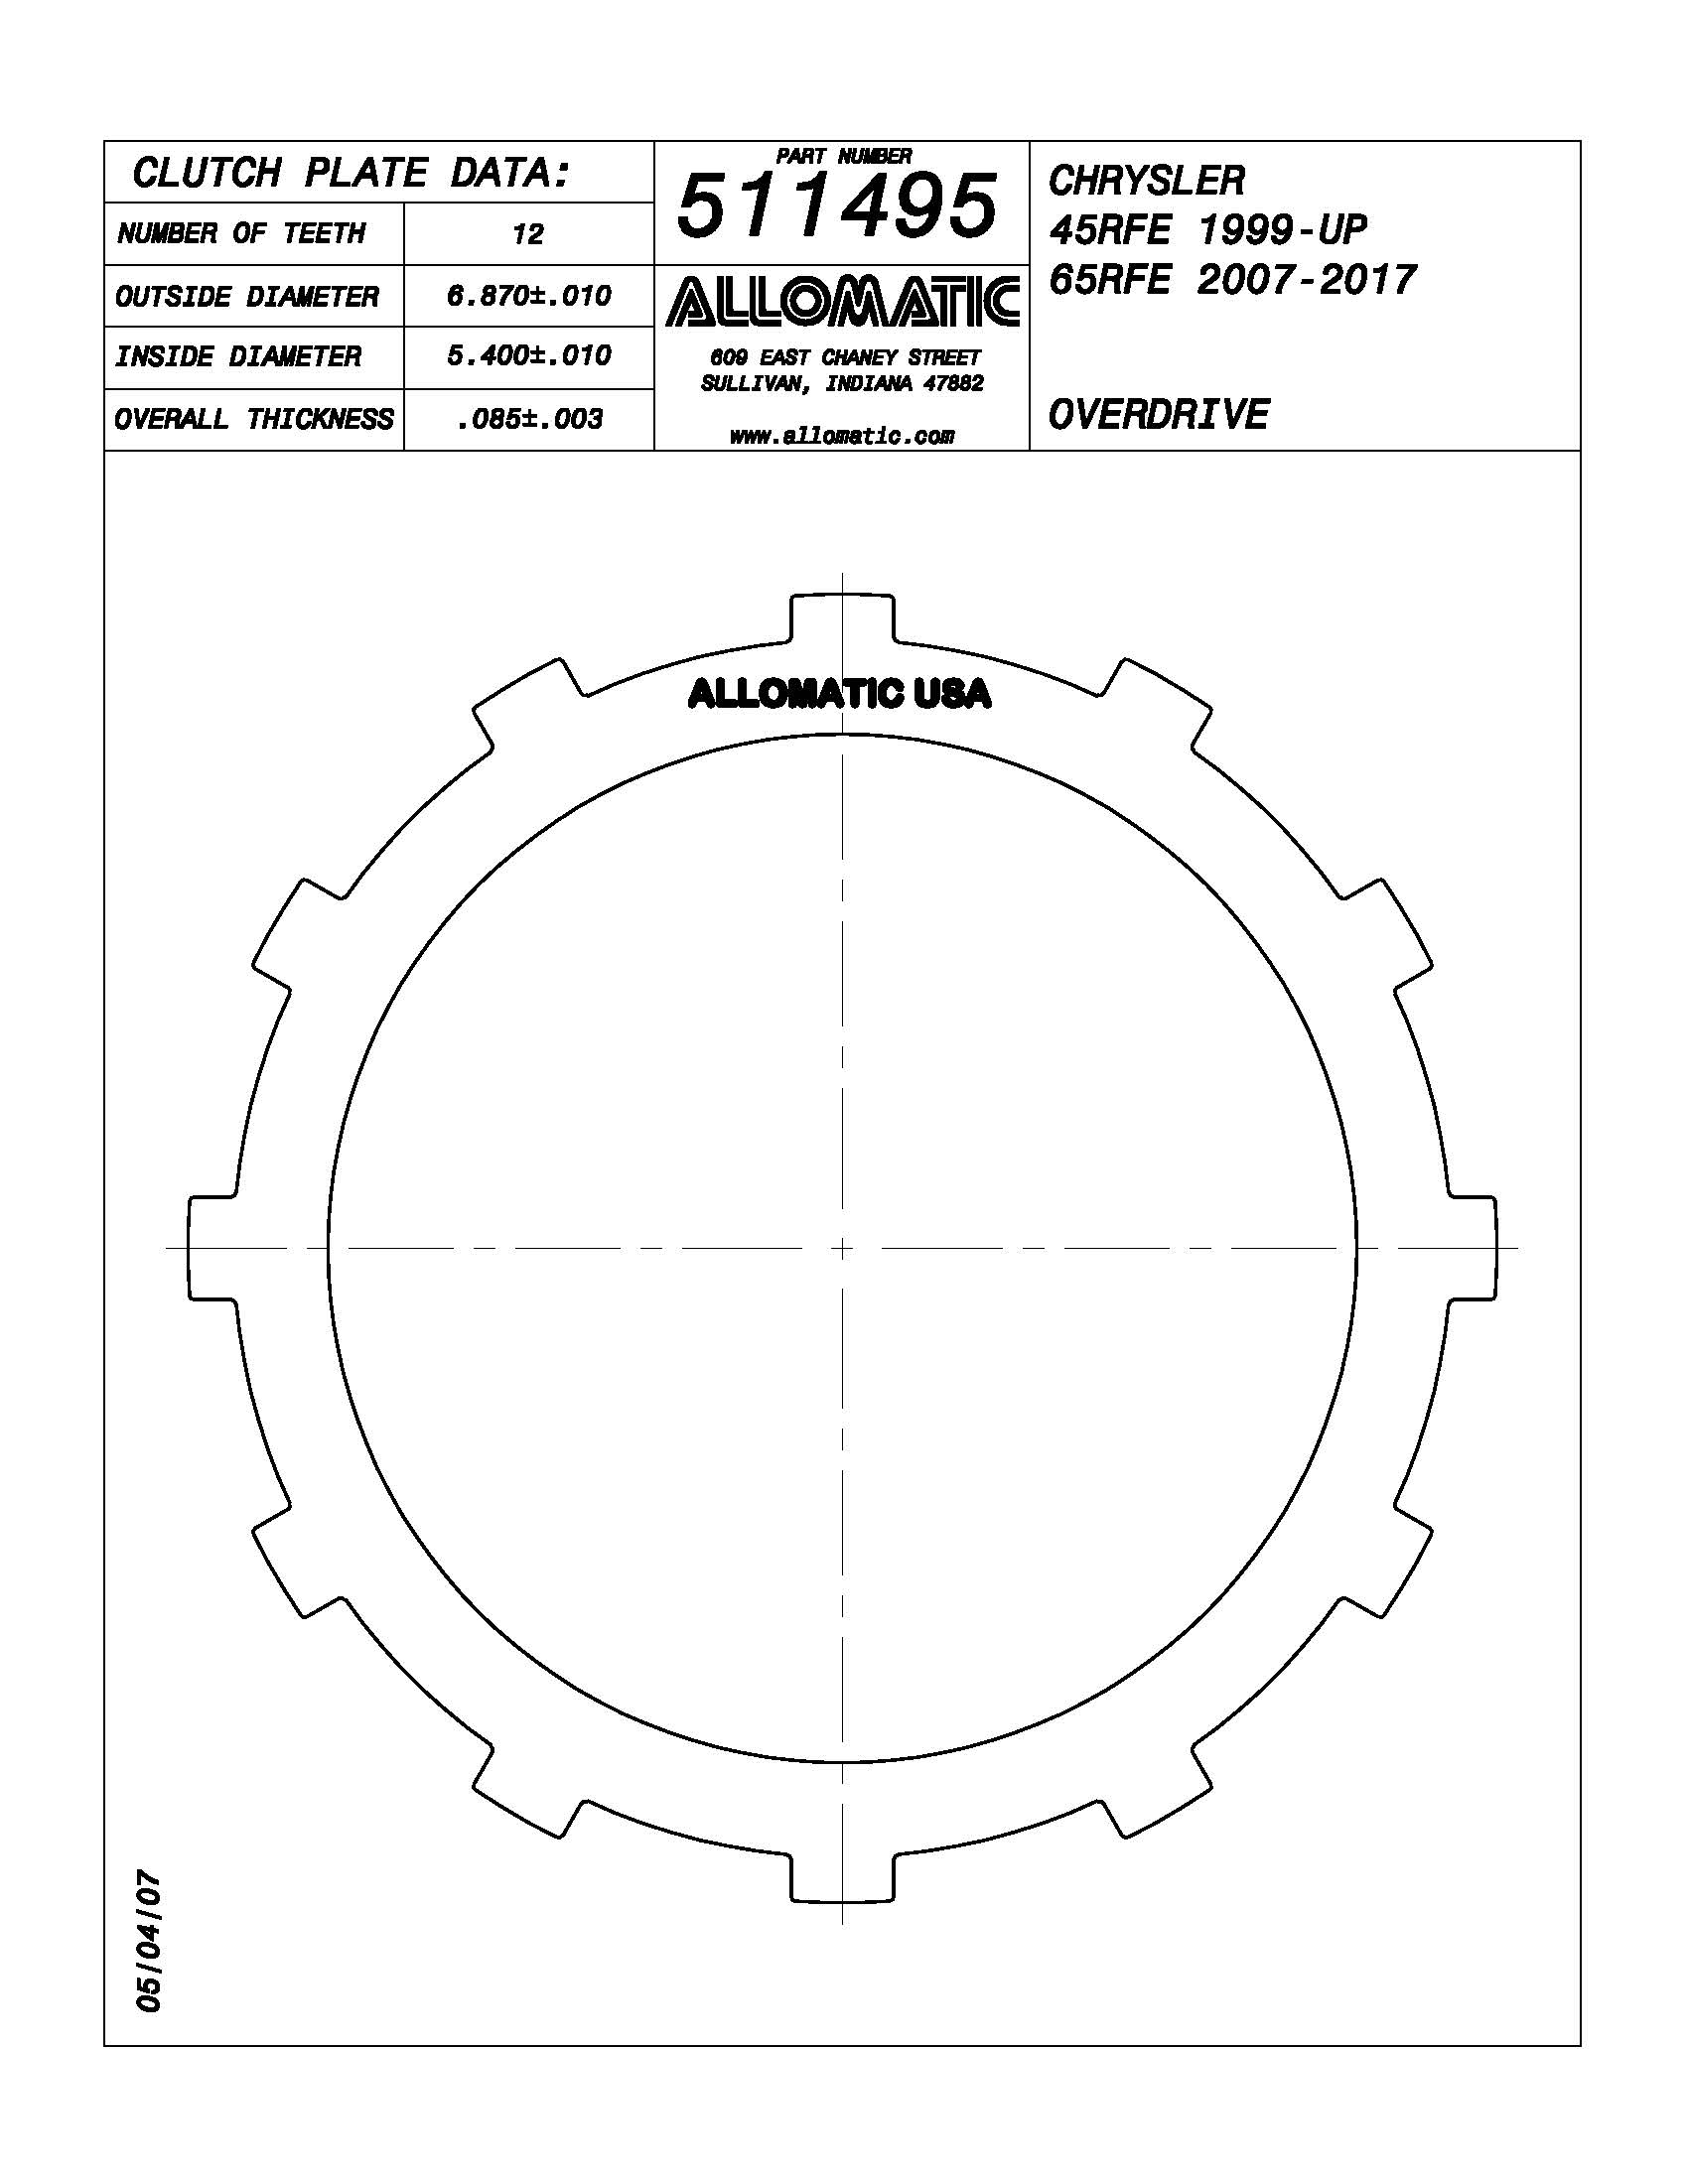 CLUTCH PLATE DATA:
NUMBER OF TEETH 12
OUTSIDE DIAMETER 6.870±.010
INSIDE DIAMETER 5.400±.010
OVERALL THICKNESS .085±.003
PART NUMBER
511495
ALLOMATIC
609 EAST CHANEY STREET
SULLIVAN, INDIANA 47882
www.allomatic.com
CHRYSLER
45RFE 1999-UP
65RFE 2007-2017
OVERDRIVE
ALLOMATIC USA
05/04/07